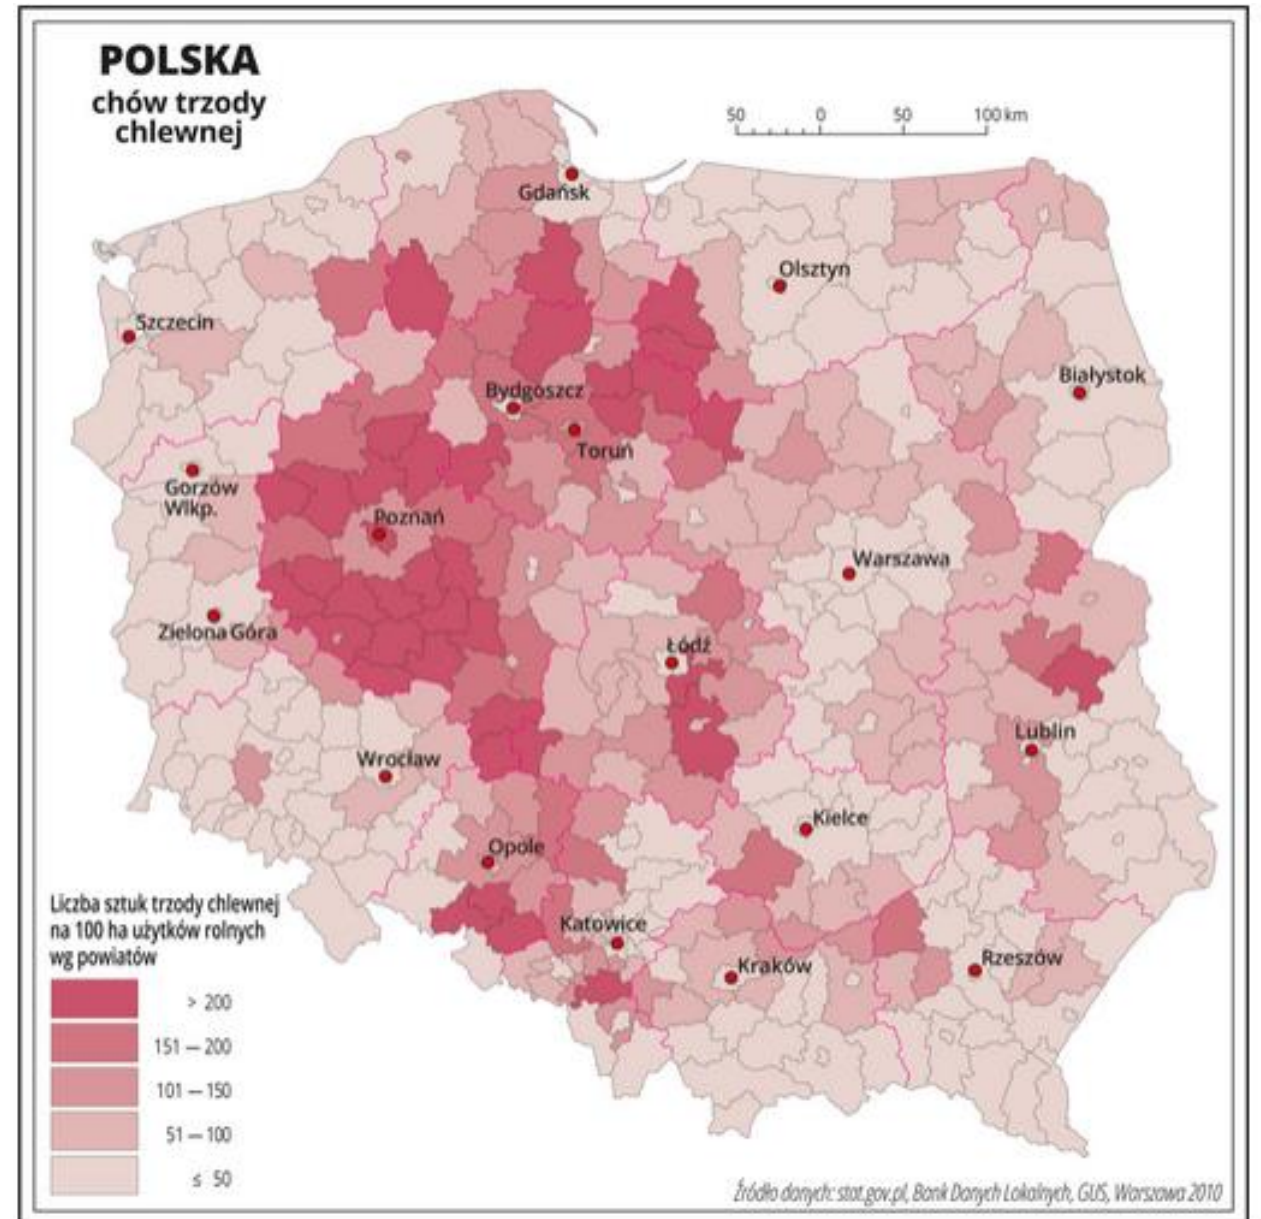 POLSKA
chów trzody
chlewnej
50 0 50 100 km
Gdańsk
Olsztyn
Szczecin
Białystok
Bydgoszcz
Toruń
Gorzów
Wlkp.
Poznań
Warszawa
Zielona Góra
Łódź
Lublin
Wrocław
Kielce
Opole
Katowice
Kraków
Rzeszów
Liczba sztuk trzody chlewnej
na 100 ha użytków rolnych
wg powiatów
> 200
151 — 200
101 — 150
51 — 100
≤ 50
Źródło danych: stat.gov.pl, Bank Danych Lokalnych, GUS, Warszawa 2010